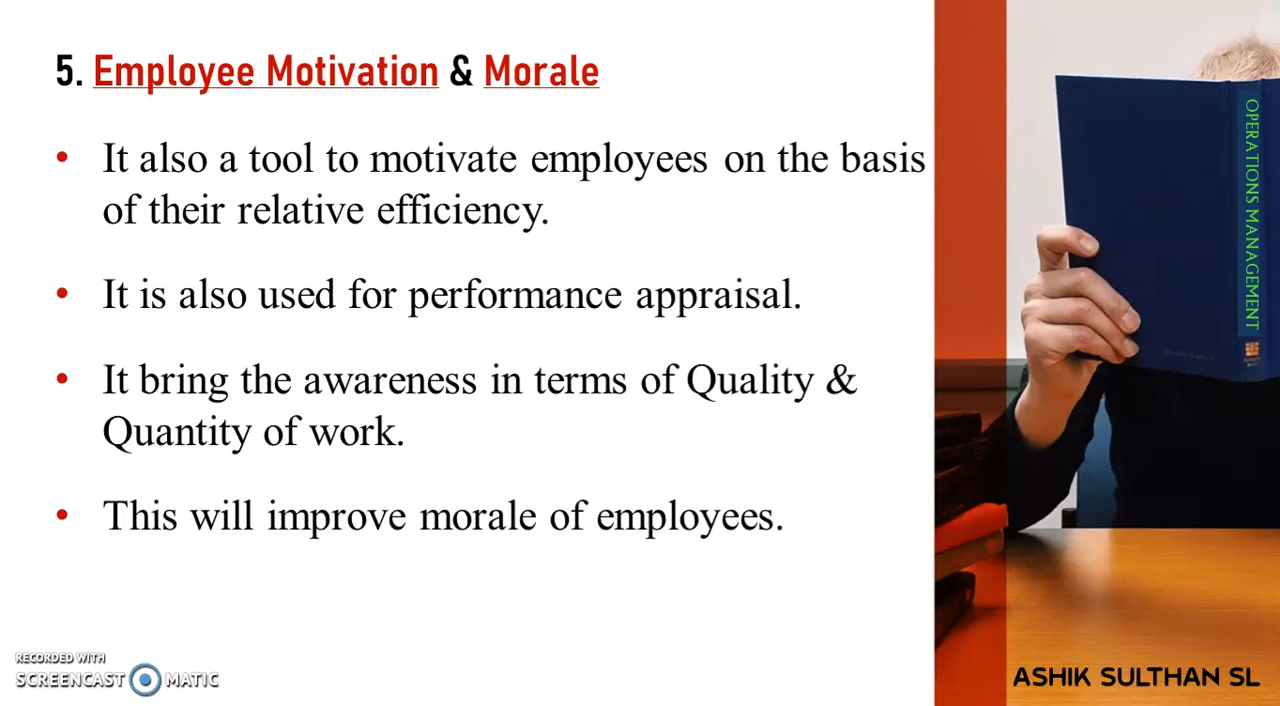 5. Employee Motivation & Morale
• It also a tool to motivate employees on the basis
of their relative efficiency.
• It is also used for performance appraisal.
• It bring the awareness in terms of Quality &
Quantity of work.
• This will improve morale of employees.
OPERATIONS MANAGEMENT
RECORDED WITH
SCREENCAST MATIC
ASHIK SULTHAN SL